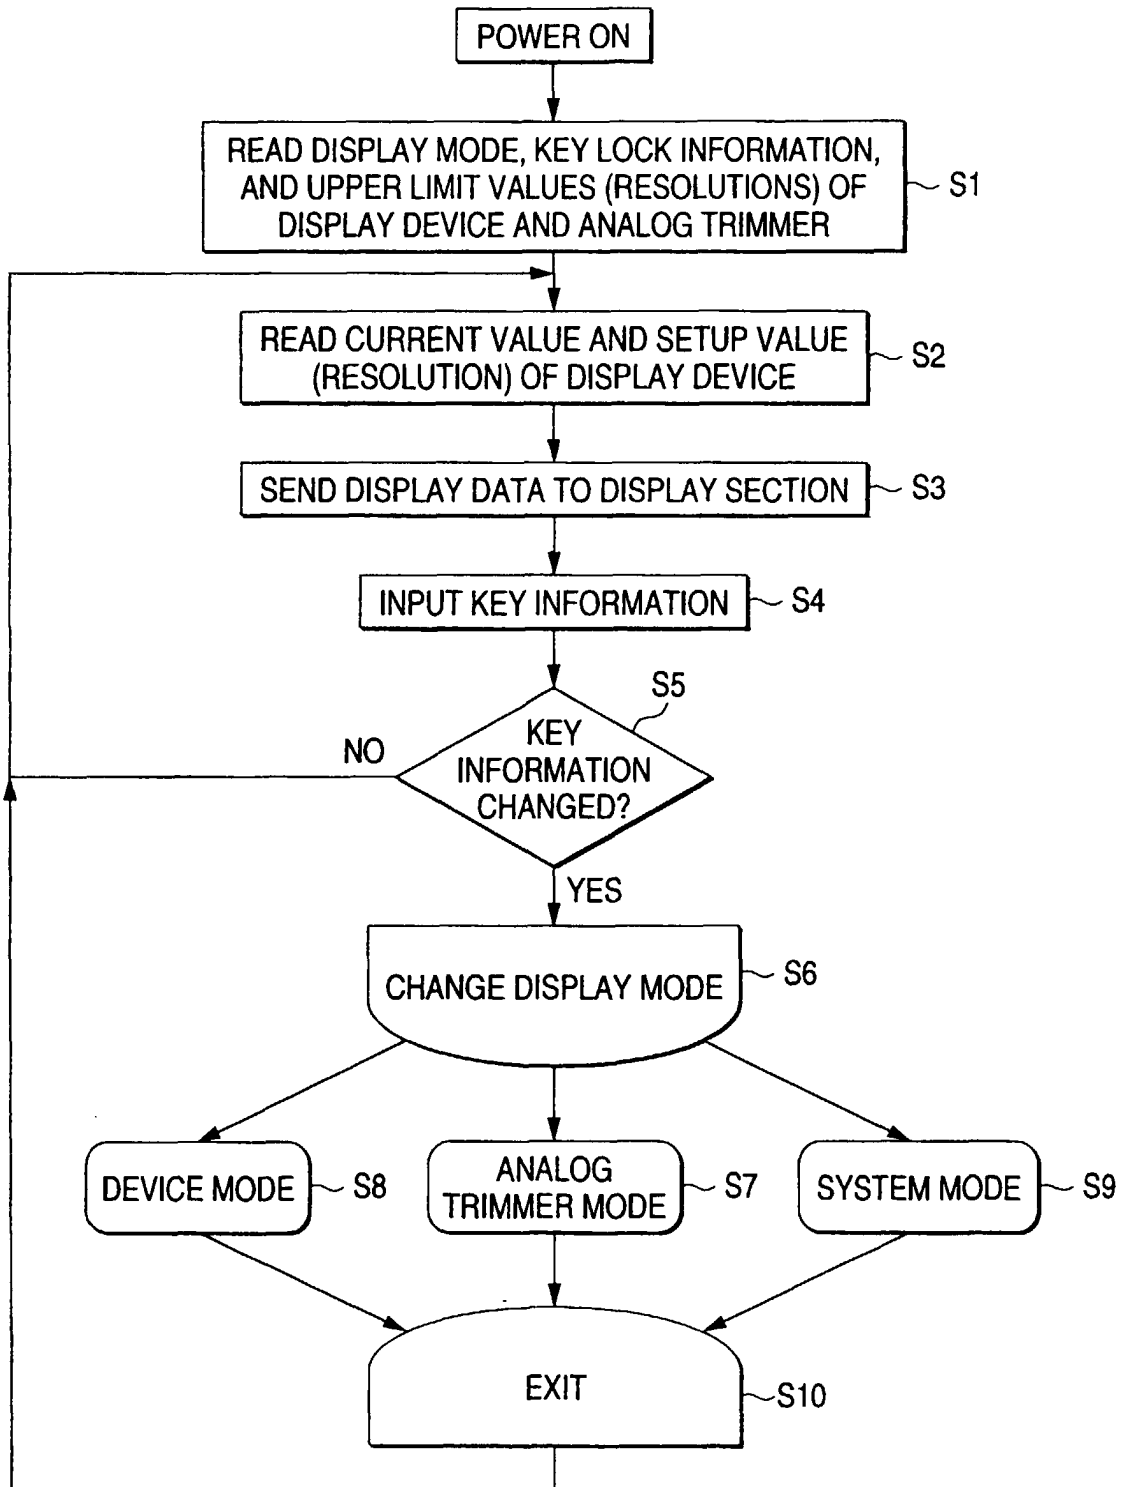 POWER ON
READ DISPLAY MODE, KEY LOCK INFORMATION,
AND UPPER LIMIT VALUES (RESOLUTIONS) OF
DISPLAY DEVICE AND ANALOG TRIMMER
S1
READ CURRENT VALUE AND SETUP VALUE
(RESOLUTION) OF DISPLAY DEVICE
S2
SEND DISPLAY DATA TO DISPLAY SECTION
S3
INPUT KEY INFORMATION
S4
S5
KEY
INFORMATION
CHANGED?
NO
YES
CHANGE DISPLAY MODE
S6
DEVICE MODE
S8
ANALOG
TRIMMER MODE
S7
SYSTEM MODE
S9
EXIT
S10